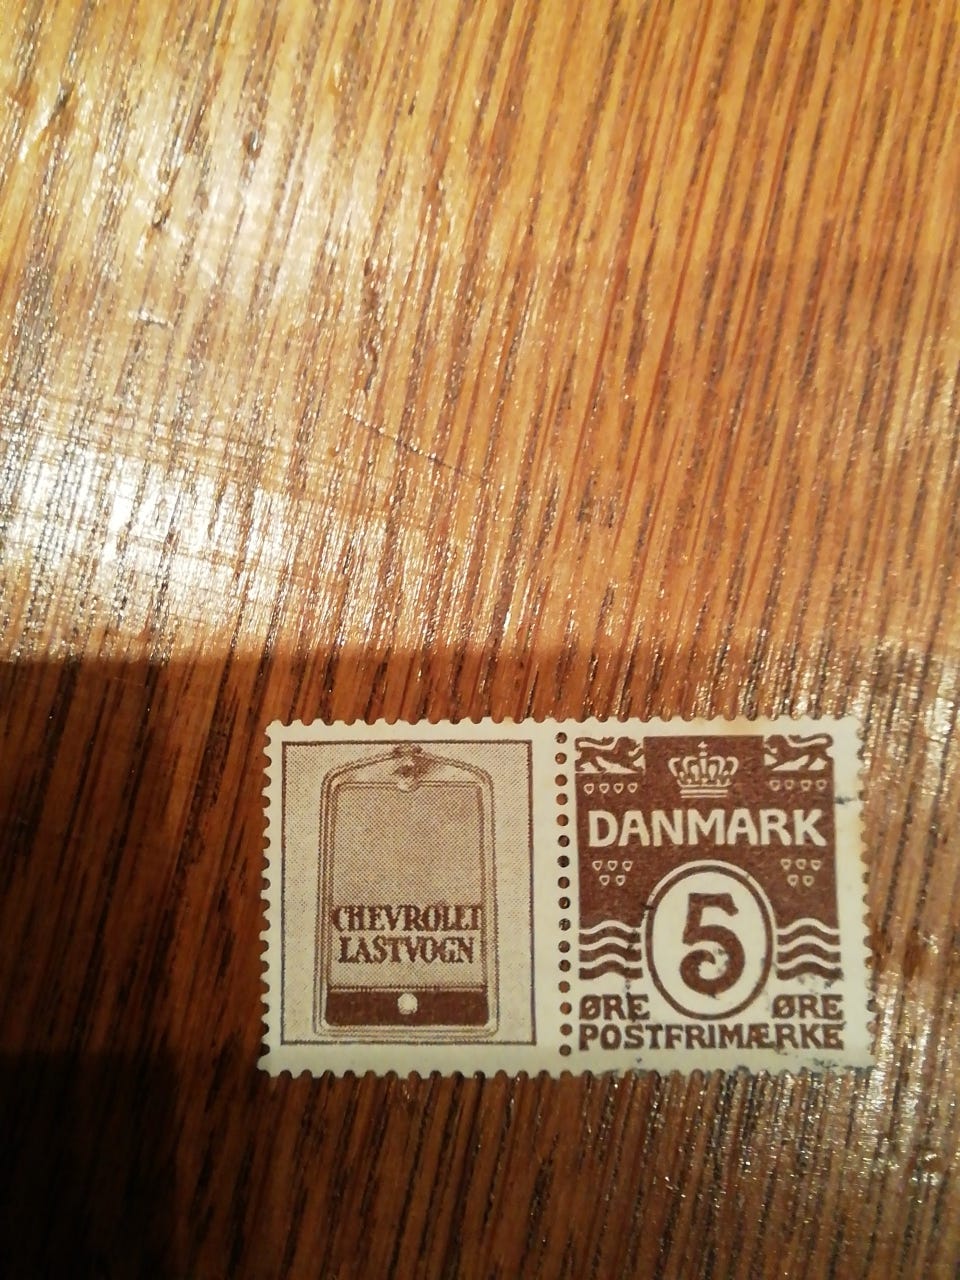 CHEVROLET
LASTVOGN
DANMARK
5
ØRE ØRE
POSTFRIMÆRKE